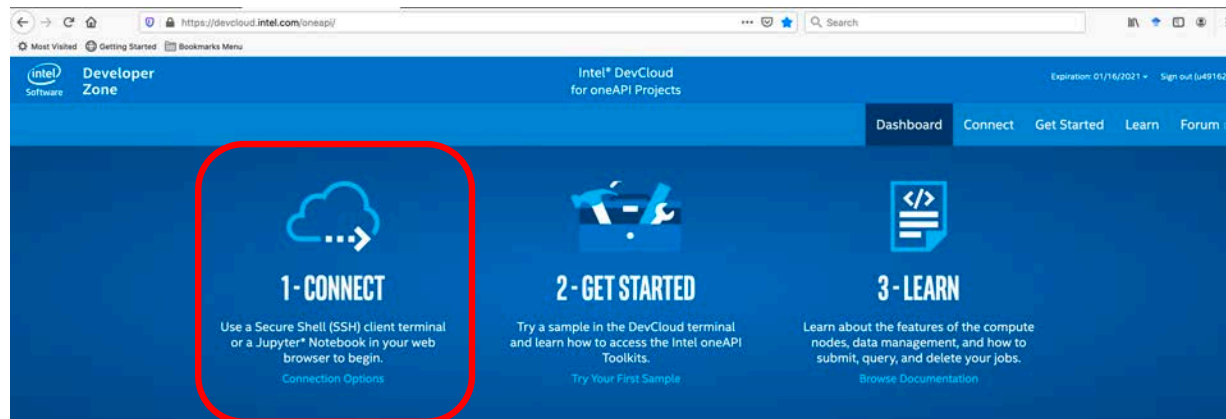 https://devcloud.intel.com/oneapi/
Search
Most Visited
Getting Started
Bookmarks Menu
intel
Software
Developer
Zone
Intel® DevCloud
for oneAPI Projects
Expiration: 01/16/2021
Sign out (u49162
Dashboard
Connect
Get Started
Learn
Forum
1 - CONNECT
Use a Secure Shell (SSH) client terminal
or a Jupyter* Notebook in your web
browser to begin.
Connection Options
2 - GET STARTED
Try a sample in the DevCloud terminal
and learn how to access the Intel oneAPI
Toolkits.
Try Your First Sample
</>
3 - LEARN
Learn about the features of the compute
nodes, data management, and how to
submit, query, and delete your jobs.
Browse Documentation